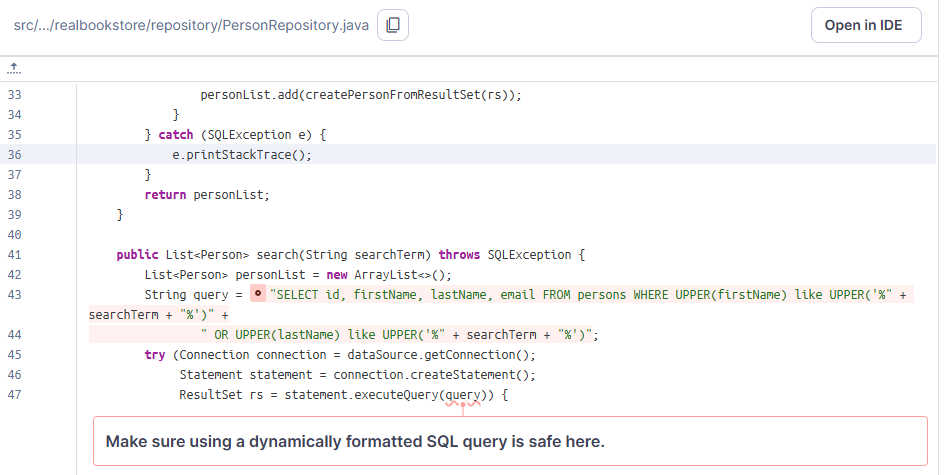 src/.../realbookstore/repository/PersonRepository.java
Open in IDE
33                 personList.add(createPersonFromResultSet(rs));
34             }
35         } catch (SQLException e) {
36             e.printStackTrace();
37         }
38         return personList;
39     }
40
41     public List<Person> search(String searchTerm) throws SQLException {
42         List<Person> personList = new ArrayList<>();
43         String query = "SELECT id, firstName, lastName, email FROM persons WHERE UPPER(firstName) like UPPER('%" +
searchTerm + "%')" +
44                 " OR UPPER(lastName) like UPPER('%" + searchTerm + "%')";
45         try (Connection connection = dataSource.getConnection();
46              Statement statement = connection.createStatement();
47              ResultSet rs = statement.executeQuery(query)) {
Make sure using a dynamically formatted SQL query is safe here.